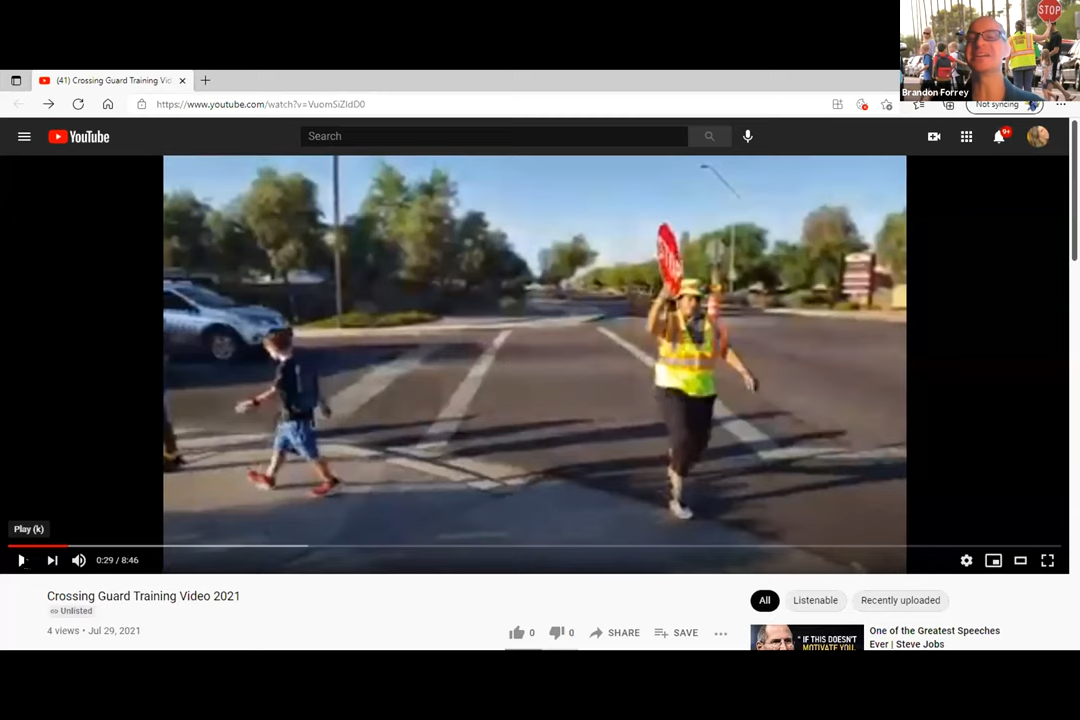 STOP
Brandon Forrey
(41) Crossing Guard Training Vid
https://www.youtube.com/watch?v=VuomSiZldD0
Not syncing
YouTube
Search
9+
STOP
Play (k)
0:29 / 8:46
Crossing Guard Training Video 2021
Unlisted
4 views • Jul 29, 2021
0
0
SHARE
SAVE
All
Listenable
Recently uploaded
"IF THIS DOESN'T
MOTIVATE YOU,
One of the Greatest Speeches
Ever | Steve Jobs